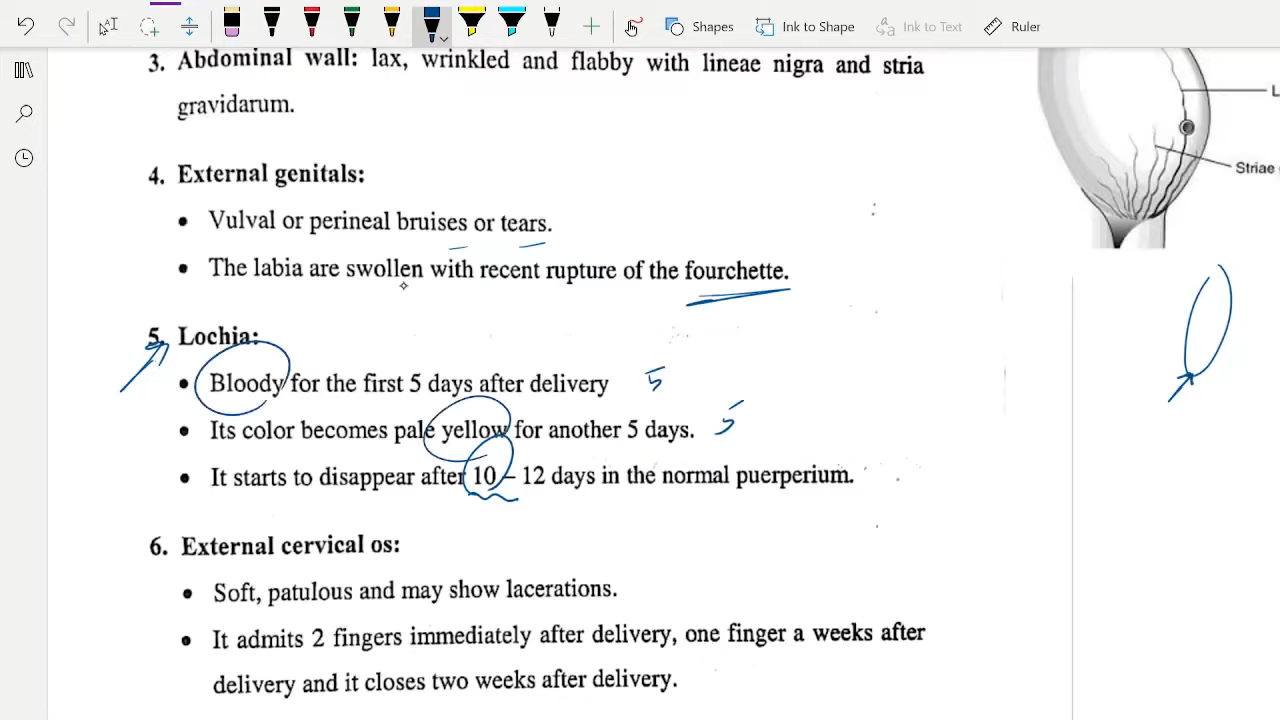 Shapes
Ink to Shape
Ink to Text
Ruler
3. Abdominal wall: lax, wrinkled and flabby with lineae nigra and stria
gravidarum.
L
Striae
4. External genitals:
• Vulval or perineal bruises or tears.
• The labia are swollen with recent rupture of the fourchette.
5. Lochia:
• Bloody for the first 5 days after delivery 5
• Its color becomes pale yellow for another 5 days. 5
• It starts to disappear after 10 – 12 days in the normal puerperium.
6. External cervical os:
• Soft, patulous and may show lacerations.
• It admits 2 fingers immediately after delivery, one finger a weeks after
delivery and it closes two weeks after delivery.